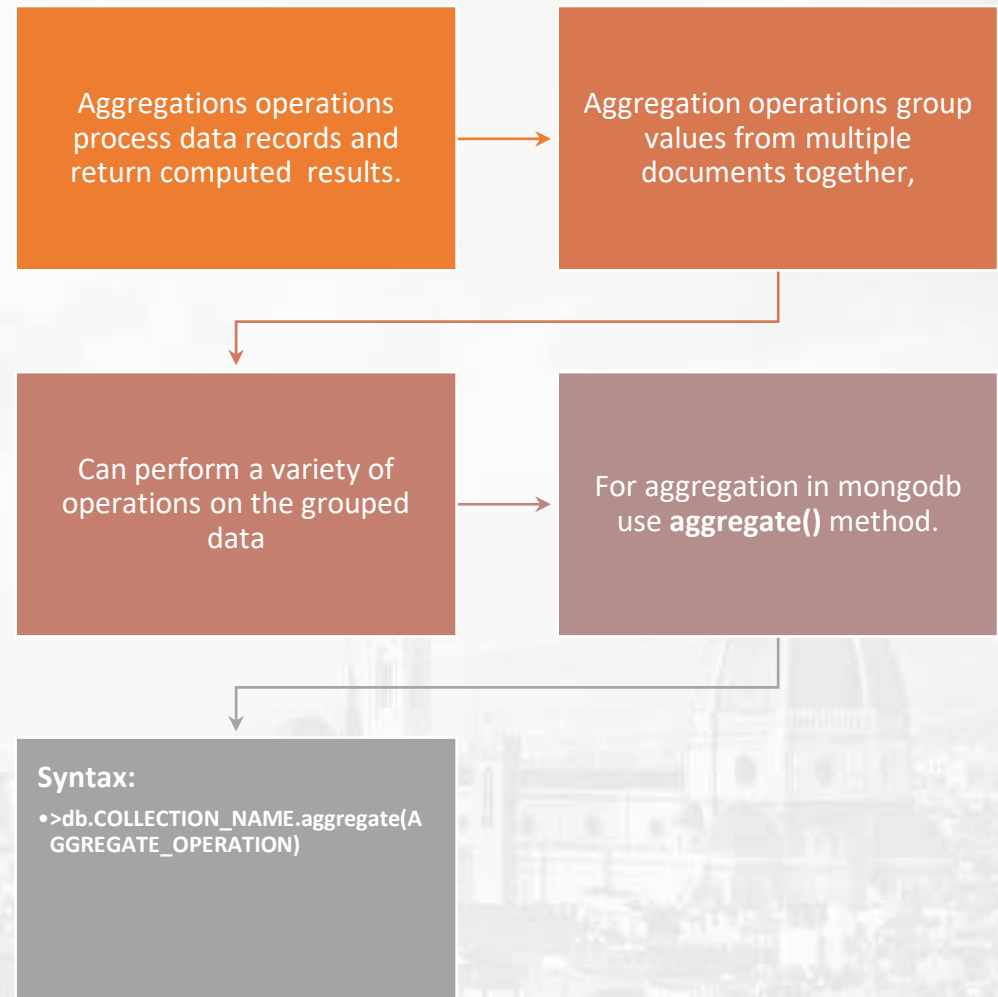 Aggregations operations
process data records and
return computed  results.
Aggregation operations group
values from multiple
documents together,
Can perform a variety of
operations on the grouped
data
For aggregation in mongodb
use aggregate() method.
Syntax:
•>db.COLLECTION_NAME.aggregate(A
GGREGATE_OPERATION)